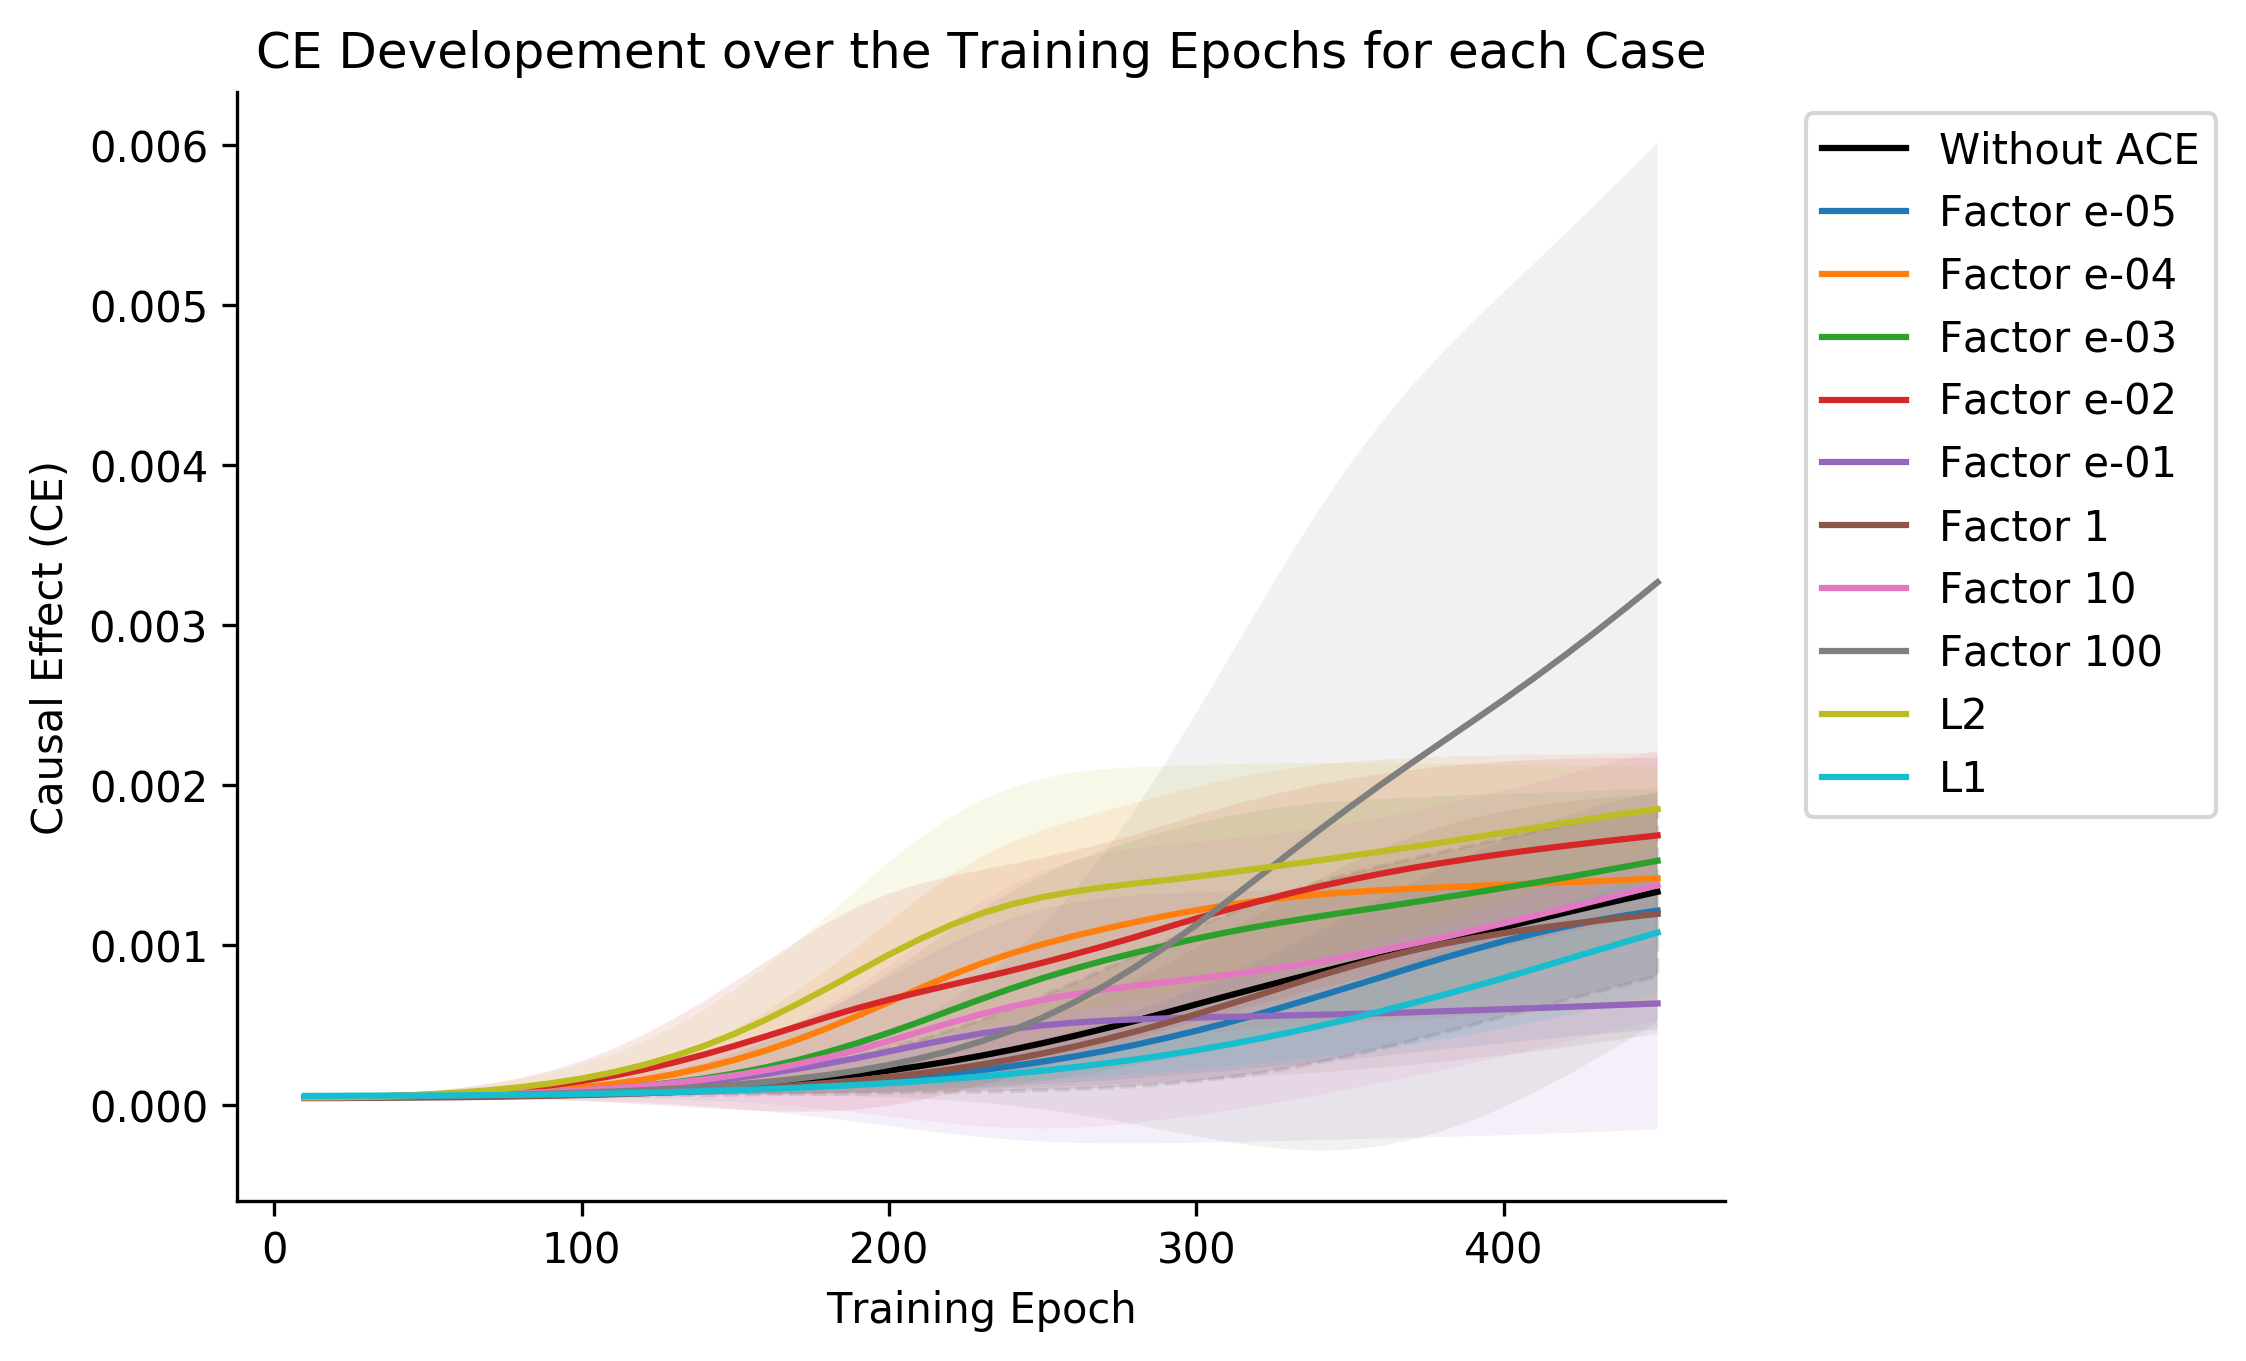 CE Developement over the Training Epochs for each Case
Causal Effect (CE)
0.006
0.005
0.004
0.003
0.002
0.001
0.000
0 100 200 300 400
Training Epoch
Without ACE
Factor e-05
Factor e-04
Factor e-03
Factor e-02
Factor e-01
Factor 1
Factor 10
Factor 100
L2
L1